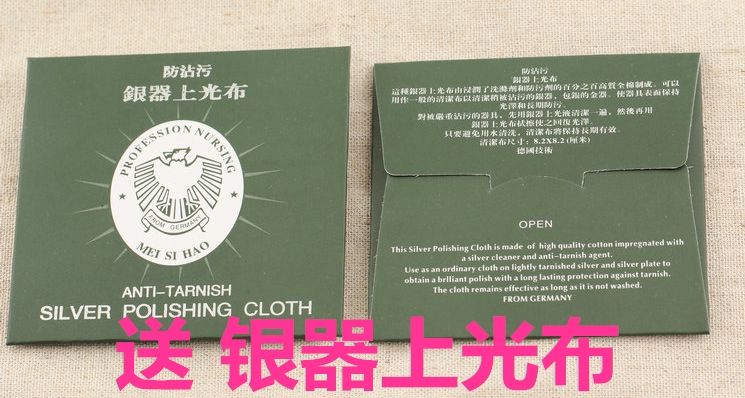 防沾污
銀器上光布
PROFESSION NURSING
FROM GERMANY
MEI SI HAO
ANTI-TARNISH
SILVER POLISHING CLOTH
防沾污
銀器上光布
這種銀器上光布由浸潤了洗滌劑和防污劑的百分之百高質全棉制成。可以
用作一般的清潔布以清潔稍被沾污的銀器，包銀的金器。使器具表面保持
光澤和長期防污。
對被嚴重沾污的器具，先用銀器上光液清潔一遍，然後再用
銀器上光布拭擦使之回復光澤。
只要避免用水清洗，清潔布將保持長期有效。
清潔布尺寸：8.2X8.2(厘米)
德國技術
OPEN
This Silver Polishing Cloth is made of high quality cotton impregnated with
a silver cleaner and anti-tarnish agent.
Use as an ordinary cloth on lightly tarnished silver and silver plate to
obtain a brlliant polish with a long lasting protection against tarnish.
The cloth remains effective as long as it is not washed.
FROM GERMANY
送 银器上光布